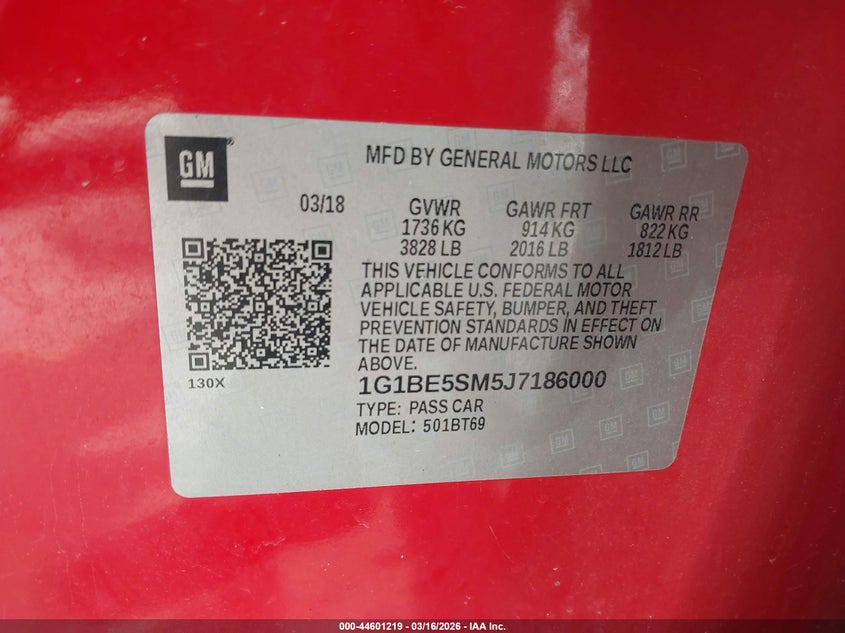 GM
MFD BY GENERAL MOTORS LLC
03/18
GVWR
1736 KG
3828 LB
GAWR FRT
914 KG
2016 LB
GAWR RR
822 KG
1812 LB
THIS VEHICLE CONFORMS TO ALL
APPLICABLE U.S. FEDERAL MOTOR
VEHICLE SAFETY, BUMPER, AND THEFT
PREVENTION STANDARDS IN EFFECT ON
THE DATE OF MANUFACTURE SHOWN
ABOVE.
130X
1G1BE5SM5J7186000
TYPE: PASS CAR
MODEL: 501BT69
000-44601219 - 03/16/2026 - IAA Inc.